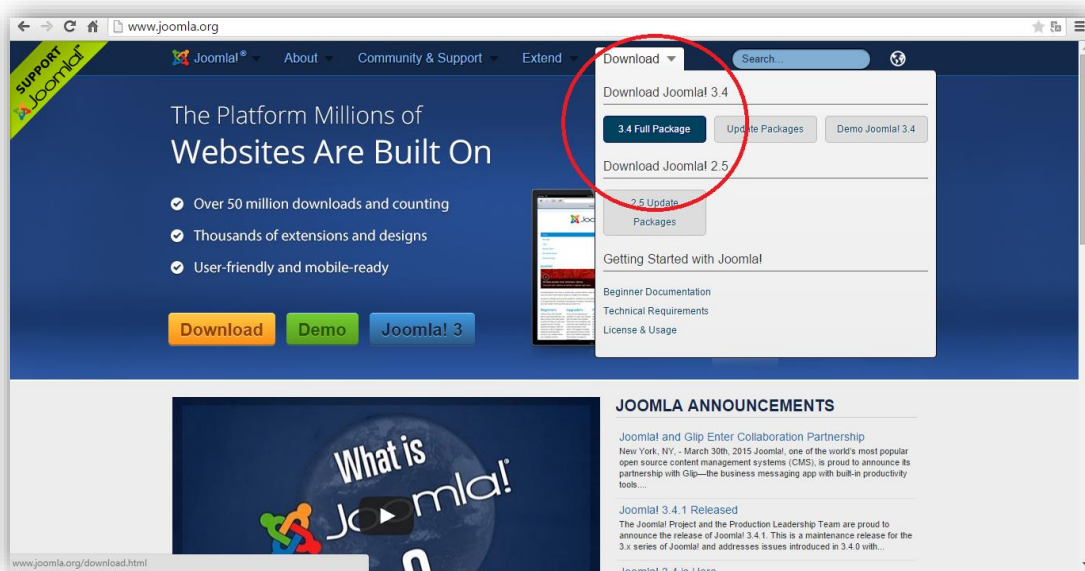 www.joomla.org
SUPPORT
Joomla!
Joomla!® About Community & Support Extend Download Search...
The Platform Millions of
Websites Are Built On
Over 50 million downloads and counting
Thousands of extensions and designs
User-friendly and mobile-ready
Download Demo Joomla! 3
Download Joomla! 3.4
3.4 Full Package Update Packages Demo Joomla! 3.4
Download Joomla! 2.5
2.5 Update
Packages
Getting Started with Joomla!
Beginner Documentation
Technical Requirements
License & Usage
What is
Joomla!®
?
JOOMLA ANNOUNCEMENTS
Joomla! and Glip Enter Collaboration Partnership
New York, NY, - March 30th, 2015 Joomla!, one of the world's most popular
open source content management systems (CMS), is proud to announce its
partnership with Glip—the business messaging app with built-in productivity
tools....
Joomla! 3.4.1 Released
The Joomla! Project and the Production Leadership Team are proud to
announce the release of Joomla! 3.4.1. This is a maintenance release for the
3.x series of Joomla! and addresses issues introduced in 3.4.0 with...
Joomla! 3.4 is Here
www.joomla.org/download.html